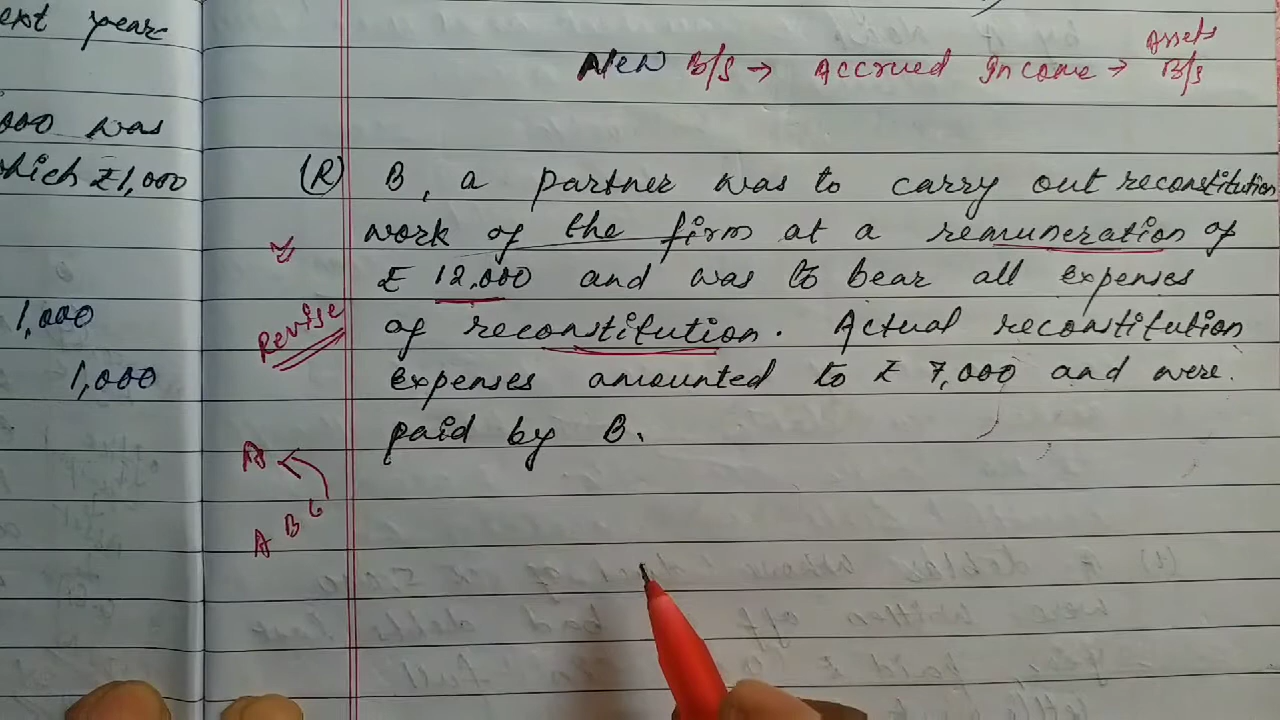 ext year
000 was
which ₹1,000
1,000
1,000
New B/S → Accrued Income → Assets B/s
(R) B, a partner was to carry out reconstitution
work of the firm at a remuneration of
₹ 12,000 and was to bear all expenses
Revise
of reconstitution. Actual reconstitution
expenses amounted to ₹ 7,000 and were
paid by B.
A
A B C